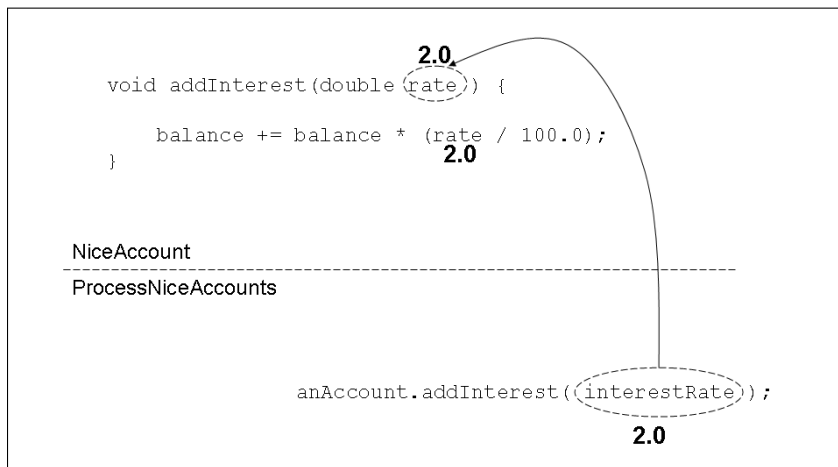 2.0
void addInterest(double rate) {
balance += balance * (rate / 100.0);
2.0
}
NiceAccount
ProcessNiceAccounts
anAccount.addInterest(interestRate);
2.0